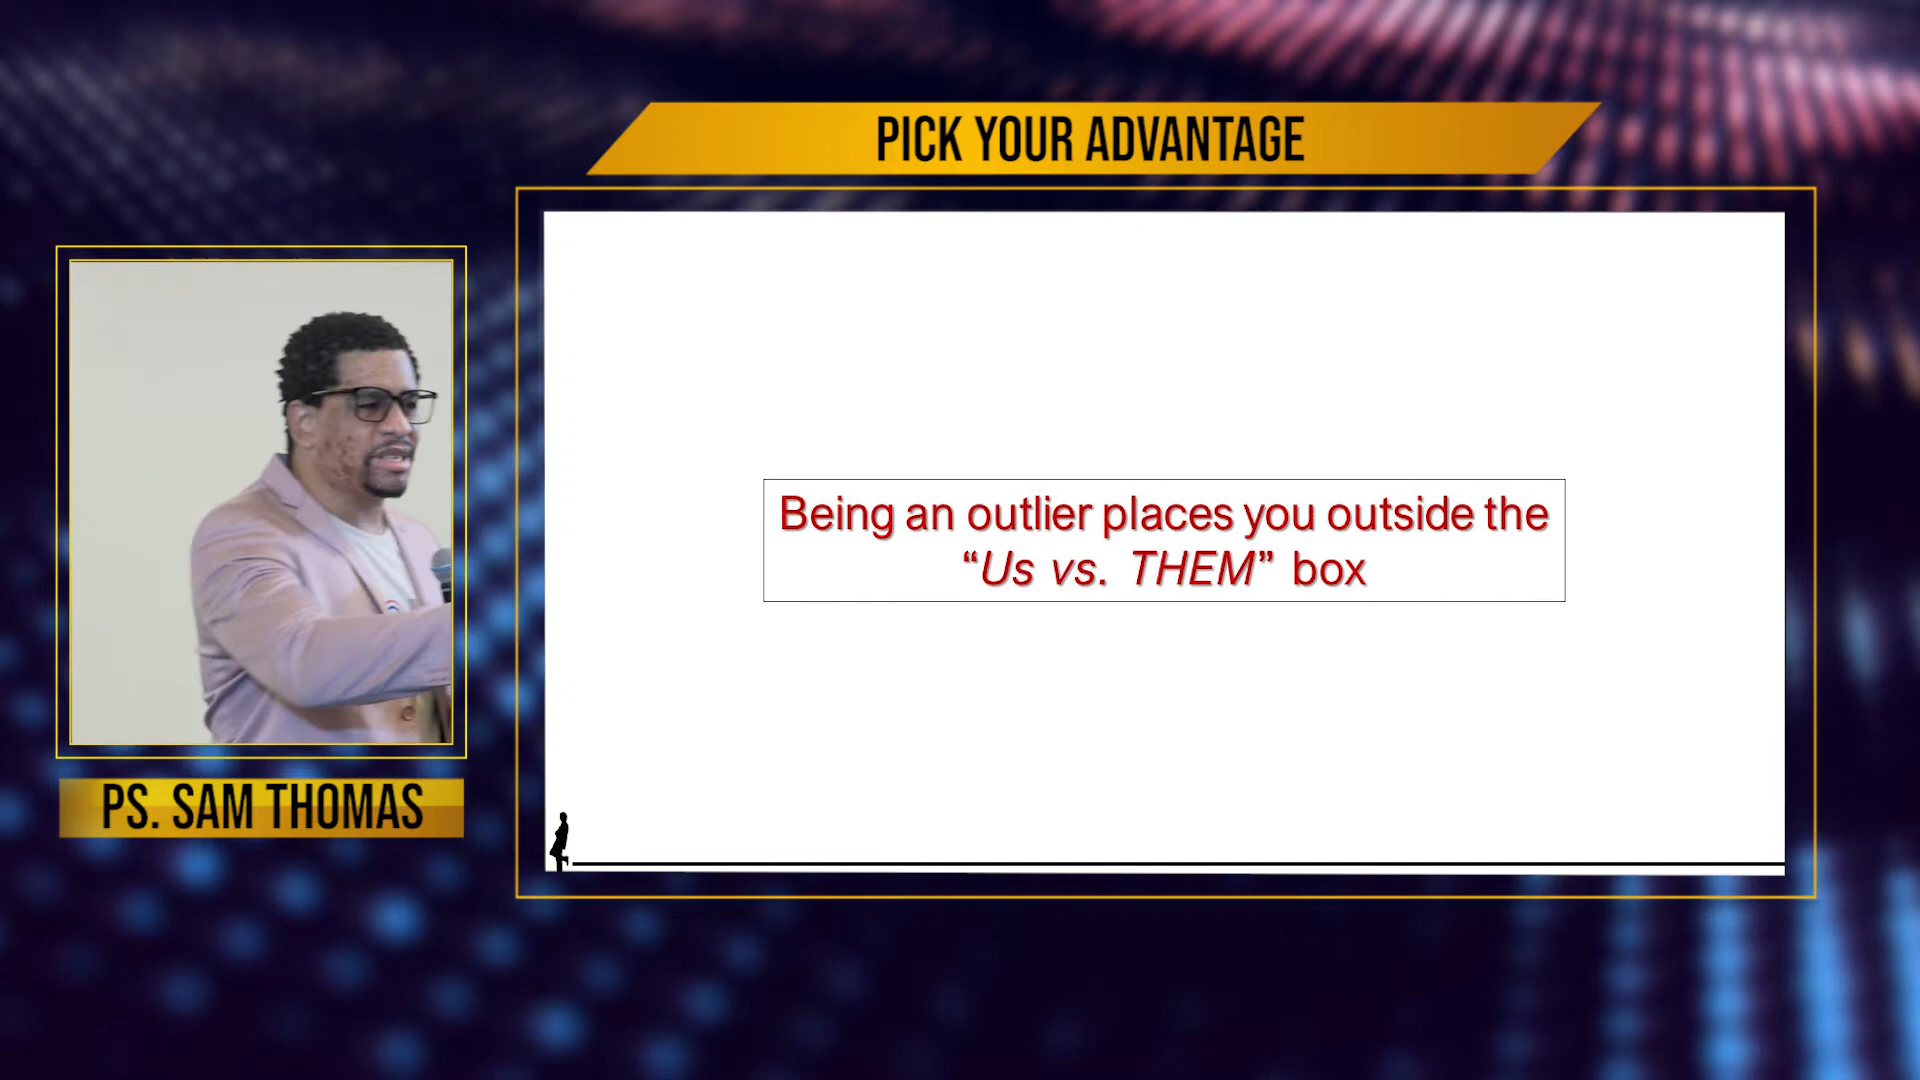 PICK YOUR ADVANTAGE
Being an outlier places you outside the
“Us vs. THEM” box
PS. SAM THOMAS